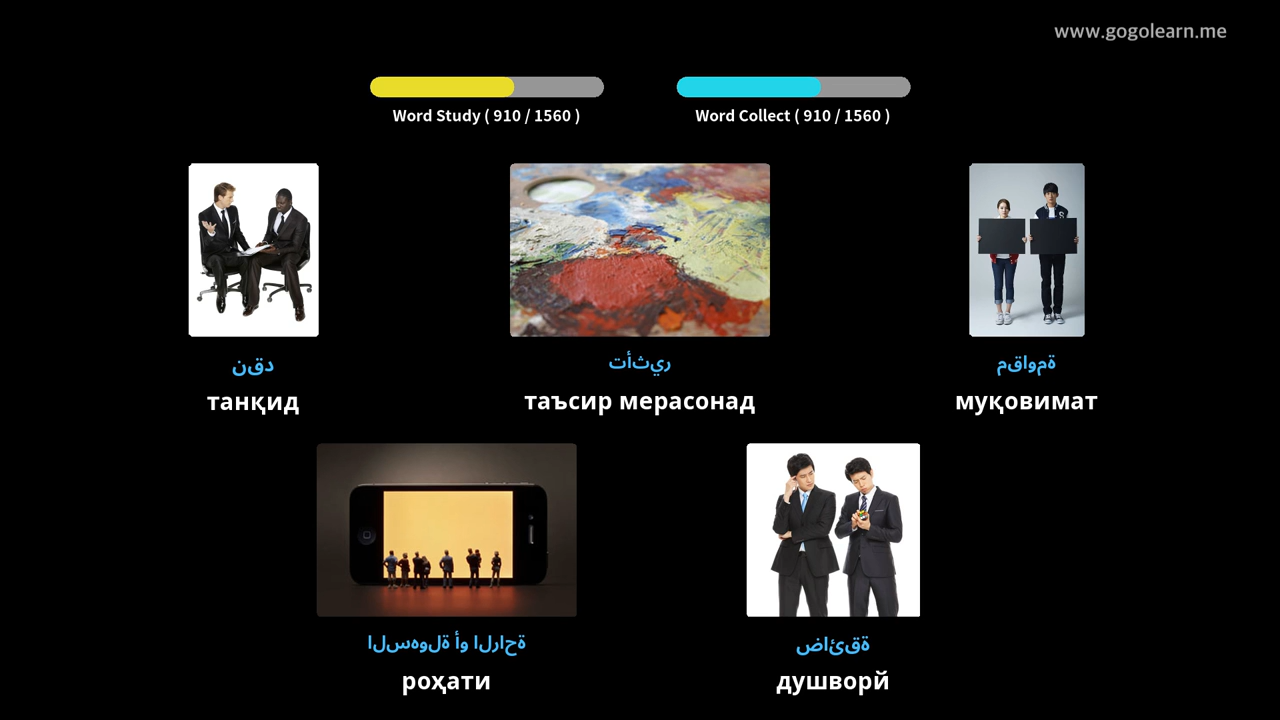 www.gogolearn.me
Word Study ( 910 / 1560 )
Word Collect ( 910 / 1560 )
نقد
танқид
تأثير
таъсир мерасонад
مقاومة
муқовимат
السهولة أو الراحة
роҳати
ضائقة
душворӣ